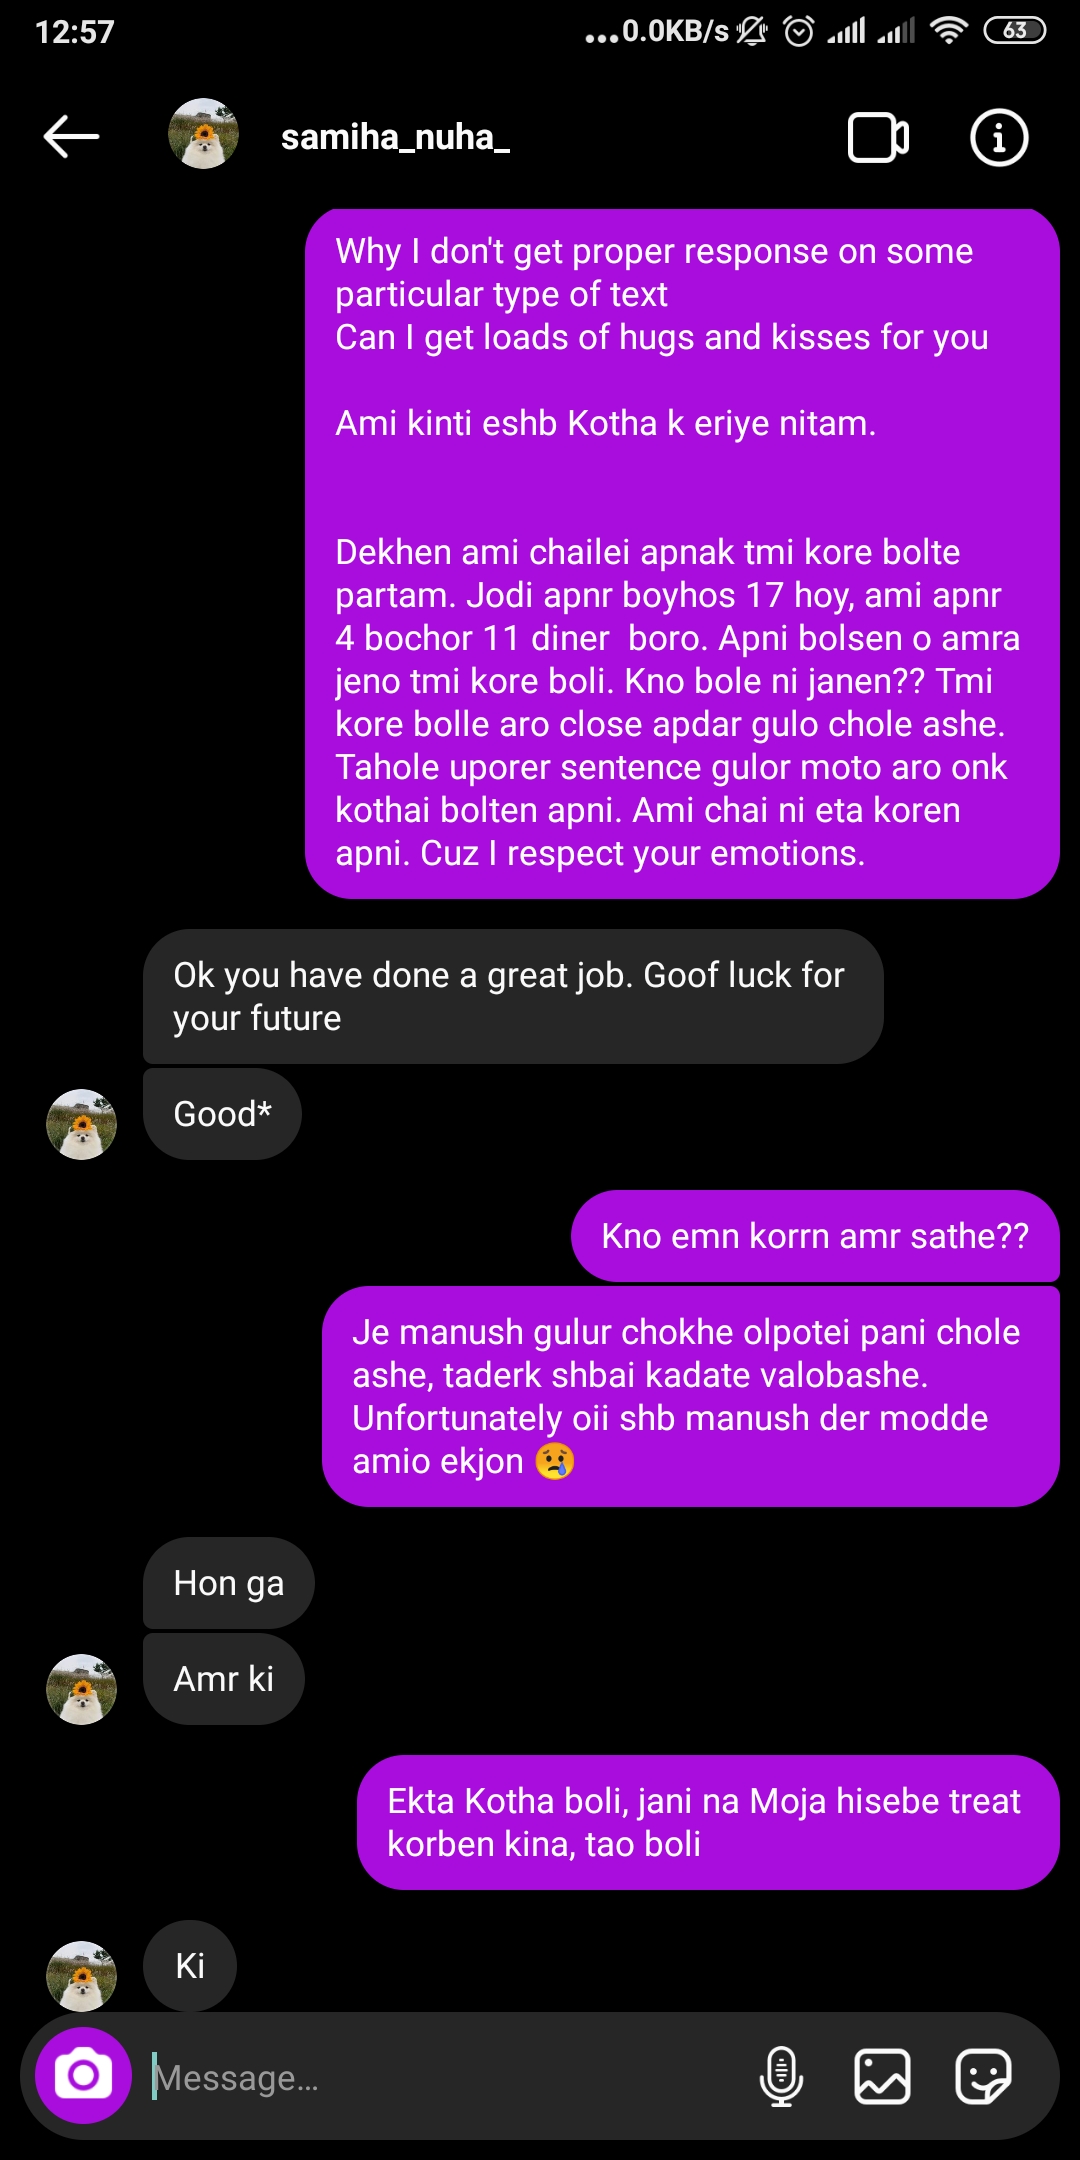 12:57
...0.0KB/s
63
samiha_nuha_
Why I don't get proper response on some
particular type of text
Can I get loads of hugs and kisses for you
Ami kinti eshb Kotha k eriye nitam.
Dekhen ami chailei apnak tmi kore bolte
partam. Jodi apnr boyhos 17 hoy, ami apnr
4 bochor 11 diner  boro. Apni bolsen o amra
jeno tmi kore boli. Kno bole ni janen?? Tmi
kore bolle aro close apdar gulo chole ashe.
Tahole uporer sentence gulor moto aro onk
kothai bolten apni. Ami chai ni eta koren
apni. Cuz I respect your emotions.
Ok you have done a great job. Goof luck for
your future
Good*
Kno emn korrn amr sathe??
Je manush gulur chokhe olpotei pani chole
ashe, taderk shbai kadate valobashe.
Unfortunately oii shb manush der modde
amio ekjon 😢
Hon ga
Amr ki
Ekta Kotha boli, jani na Moja hisebe treat
korben kina, tao boli
Ki
Message...